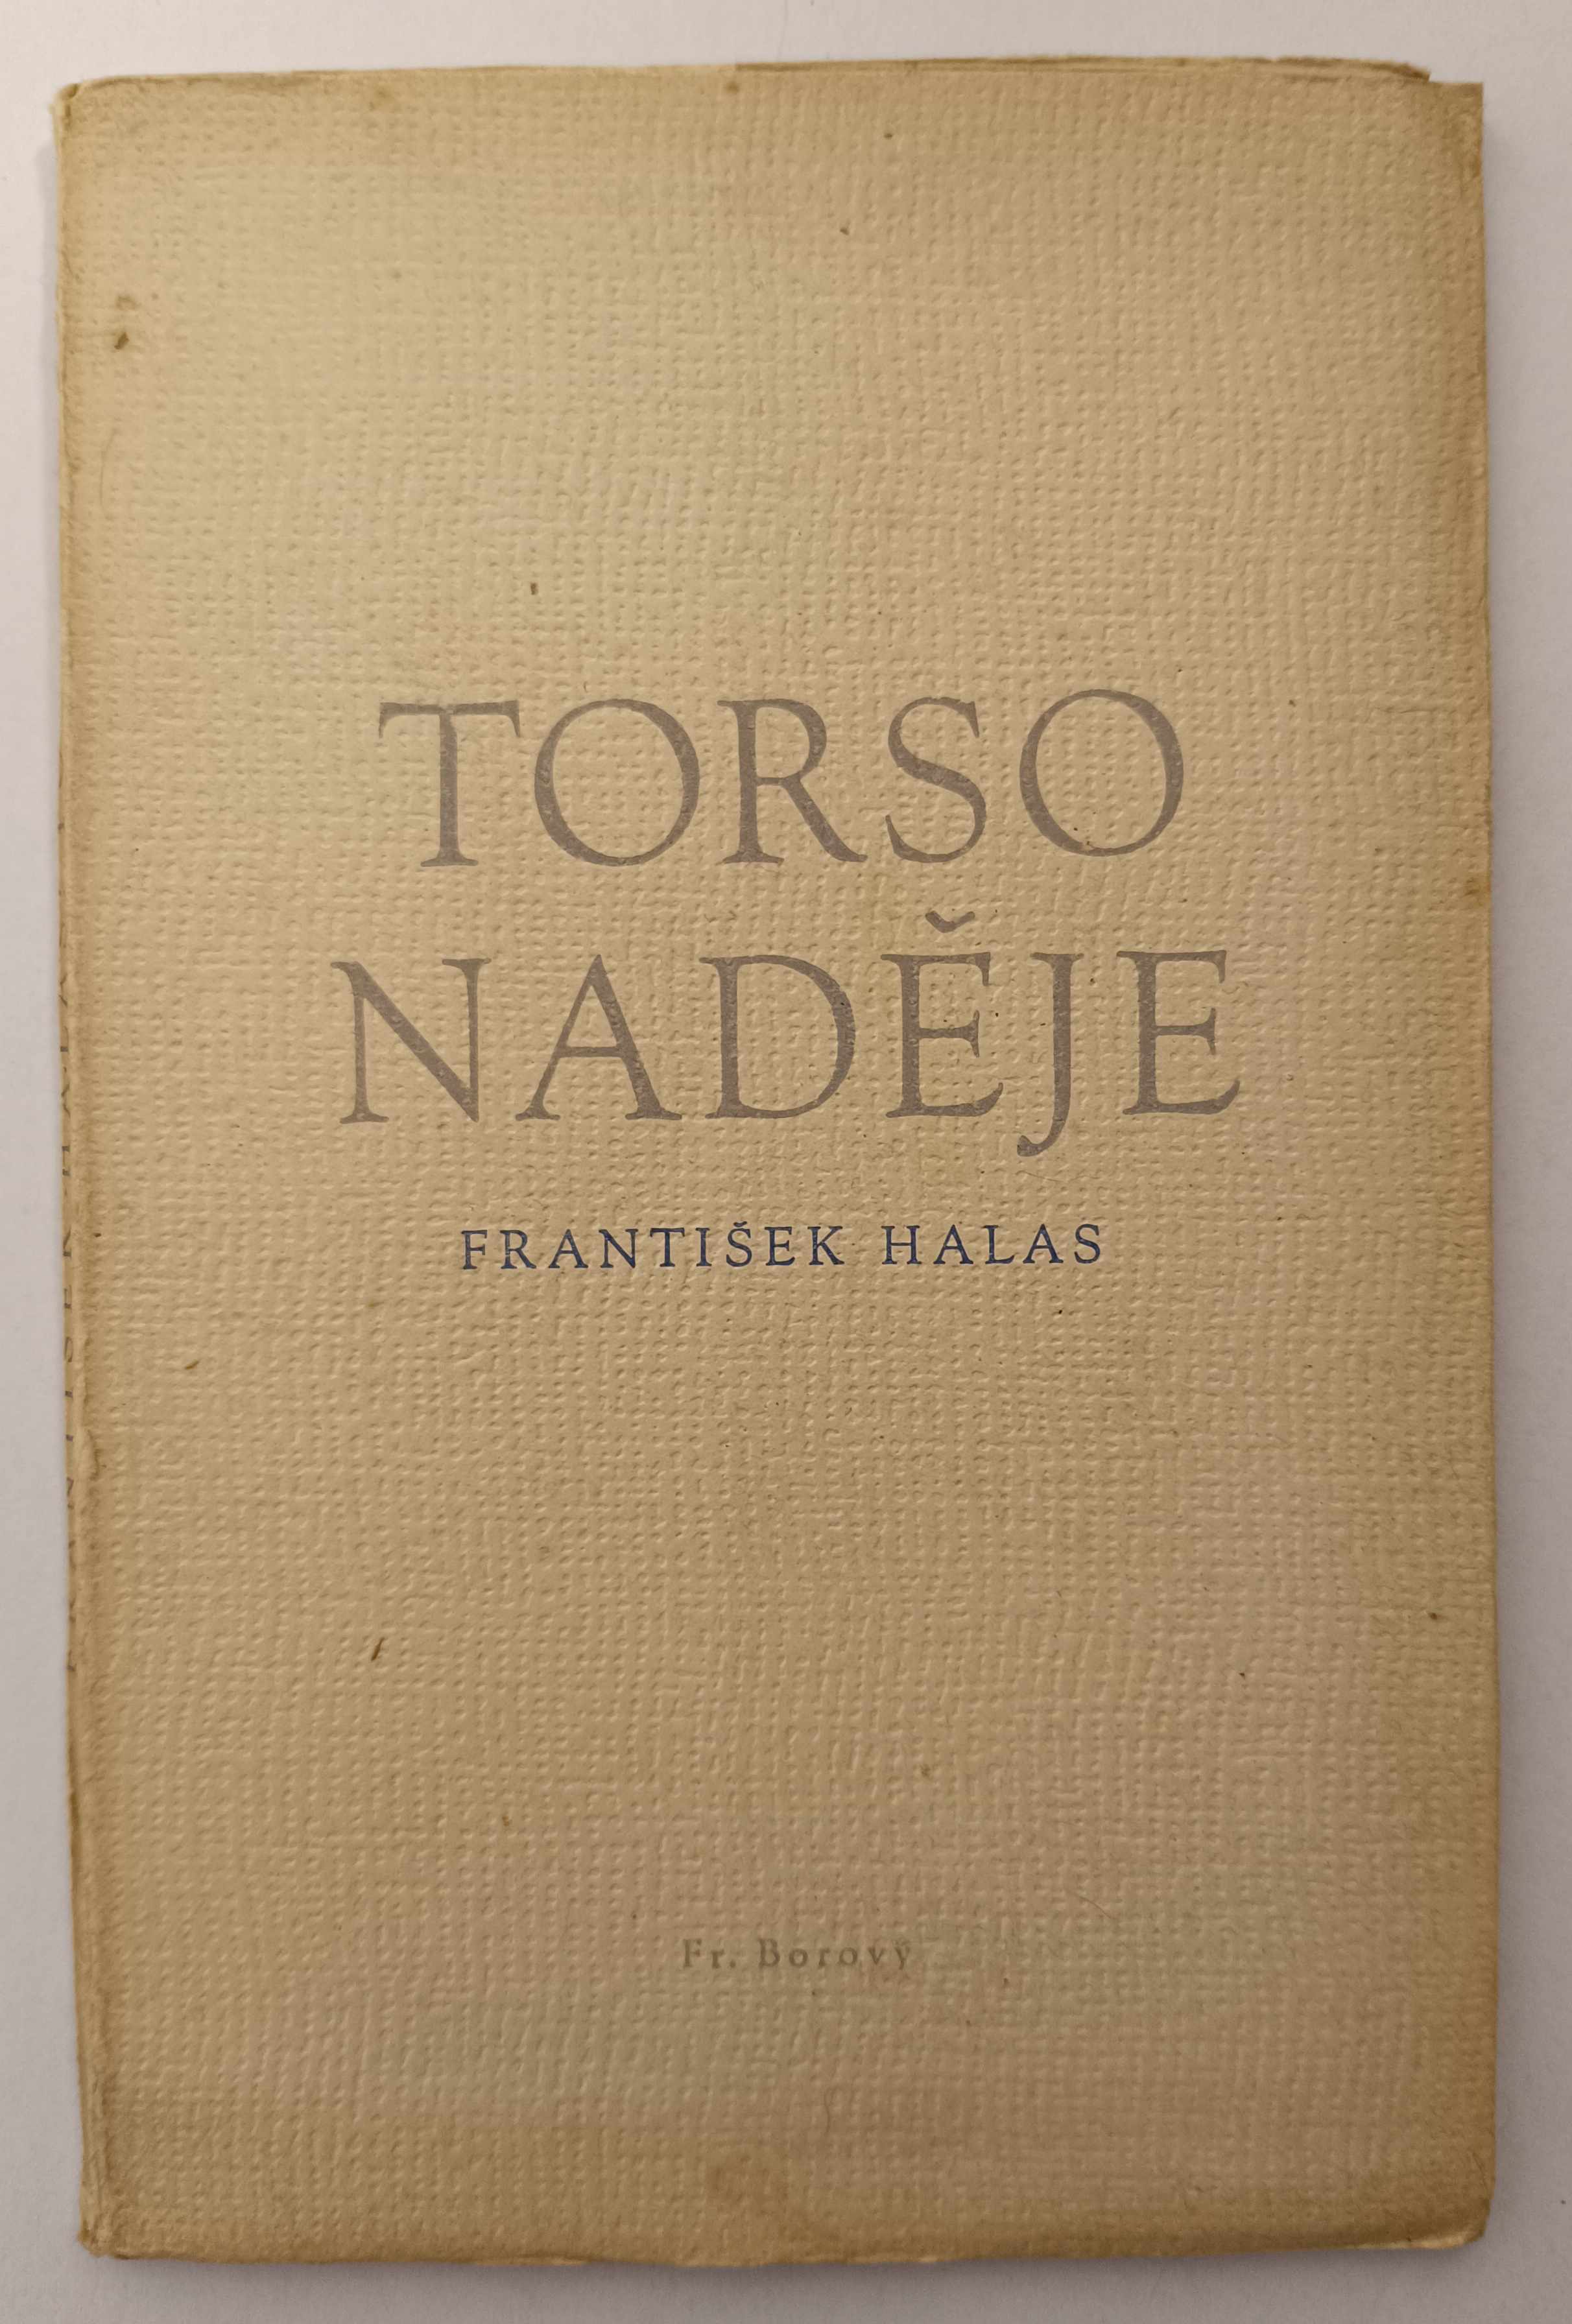 TORSO
NADĚJE
FRANTIŠEK HALAS
Fr. Borový